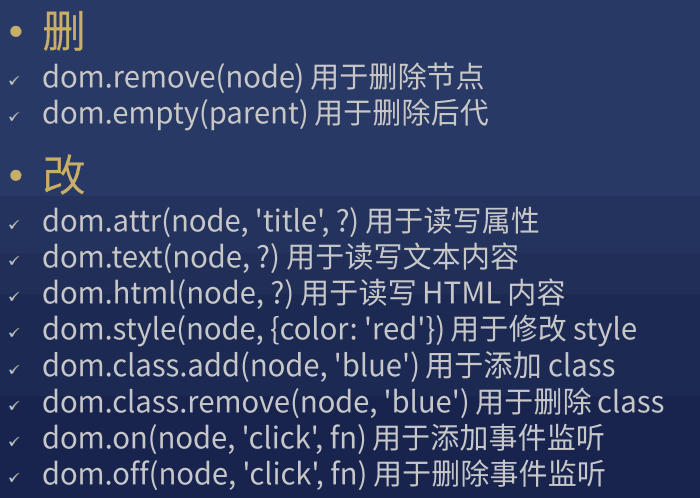 • 删
✓ dom.remove(node) 用于删除节点
✓ dom.empty(parent) 用于删除后代
• 改
✓ dom.attr(node, 'title', ?) 用于读写属性
✓ dom.text(node, ?) 用于读写文本内容
✓ dom.html(node, ?) 用于读写 HTML 内容
✓ dom.style(node, {color: 'red'}) 用于修改 style
✓ dom.class.add(node, 'blue') 用于添加 class
✓ dom.class.remove(node, 'blue') 用于删除 class
✓ dom.on(node, 'click', fn) 用于添加事件监听
✓ dom.off(node, 'click', fn) 用于删除事件监听